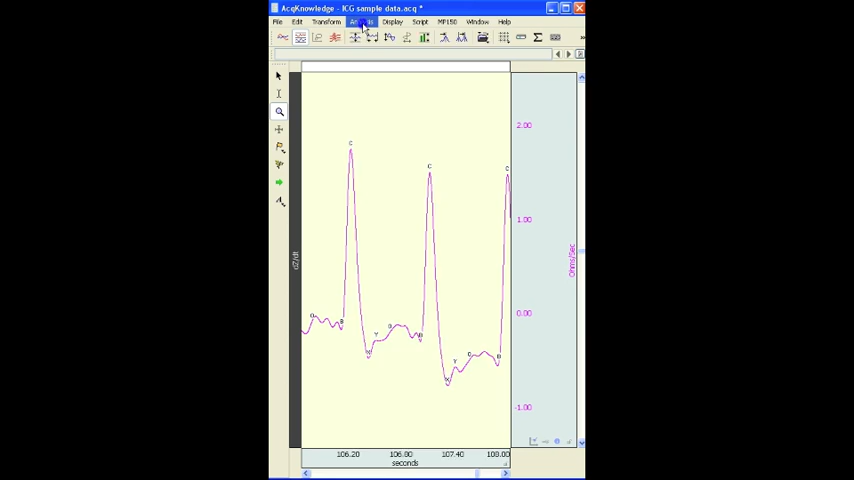 AcqKnowledge - ICG sample data.acq *
File Edit Transform Analysis Display Script MP150 Window Help
C
C
C
2.00
1.00
dZ/dt
Ohms/Sec
O B Y O B 0.00
X Y O B
X
-1.00
106.20 106.80 107.40 108.00
seconds